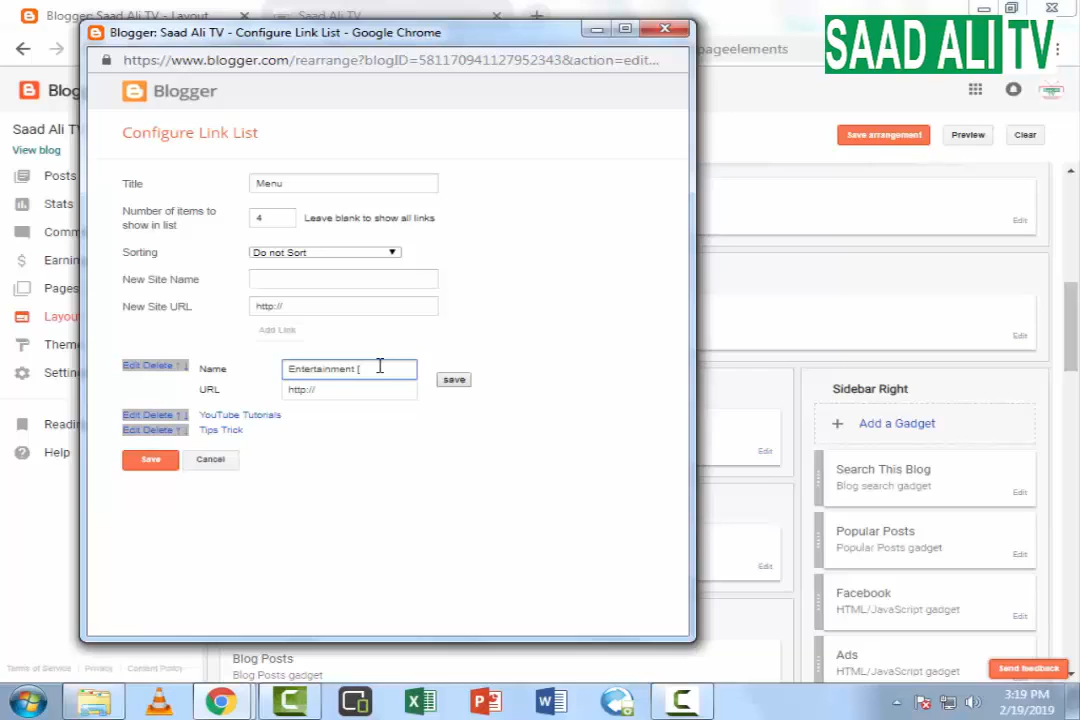 Blogger: Saad Ali TV - Layout
Saad Ali TV
Blogger: Saad Ali TV - Configure Link List - Google Chrome
SAAD ALI TV
https://www.blogger.com/rearrange?blogID=581170941127952343&action=edit...
pageelements
Blogger
Configure Link List
Saad Ali TV
View blog
Save arrangement
Preview
Clear
Posts
Stats
Comm
Earnin
Pages
Layou
Theme
Settin
Readin
Help
Title
Menu
Number of items to
show in list
4
Leave blank to show all links
Sorting
Do not Sort
New Site Name
New Site URL
http://
Add Link
Edit Delete ↑ ↓
Name
Entertainment [
URL
http://
save
Edit Delete ↑ ↓ YouTube Tutorials
Edit Delete ↑ ↓ Tips Trick
Save
Cancel
Edit
Edit
Edit
Edit
Sidebar Right
+ Add a Gadget
Search This Blog
Blog search gadget
Edit
Popular Posts
Popular Posts gadget
Edit
Facebook
HTML/JavaScript gadget
Edit
Ads
HTML/JavaScript gadget
Edit
Blog Posts
Blog Posts gadget
Terms of Service | Privacy | Content Policy
Send feedback
3:19 PM
2/19/2019